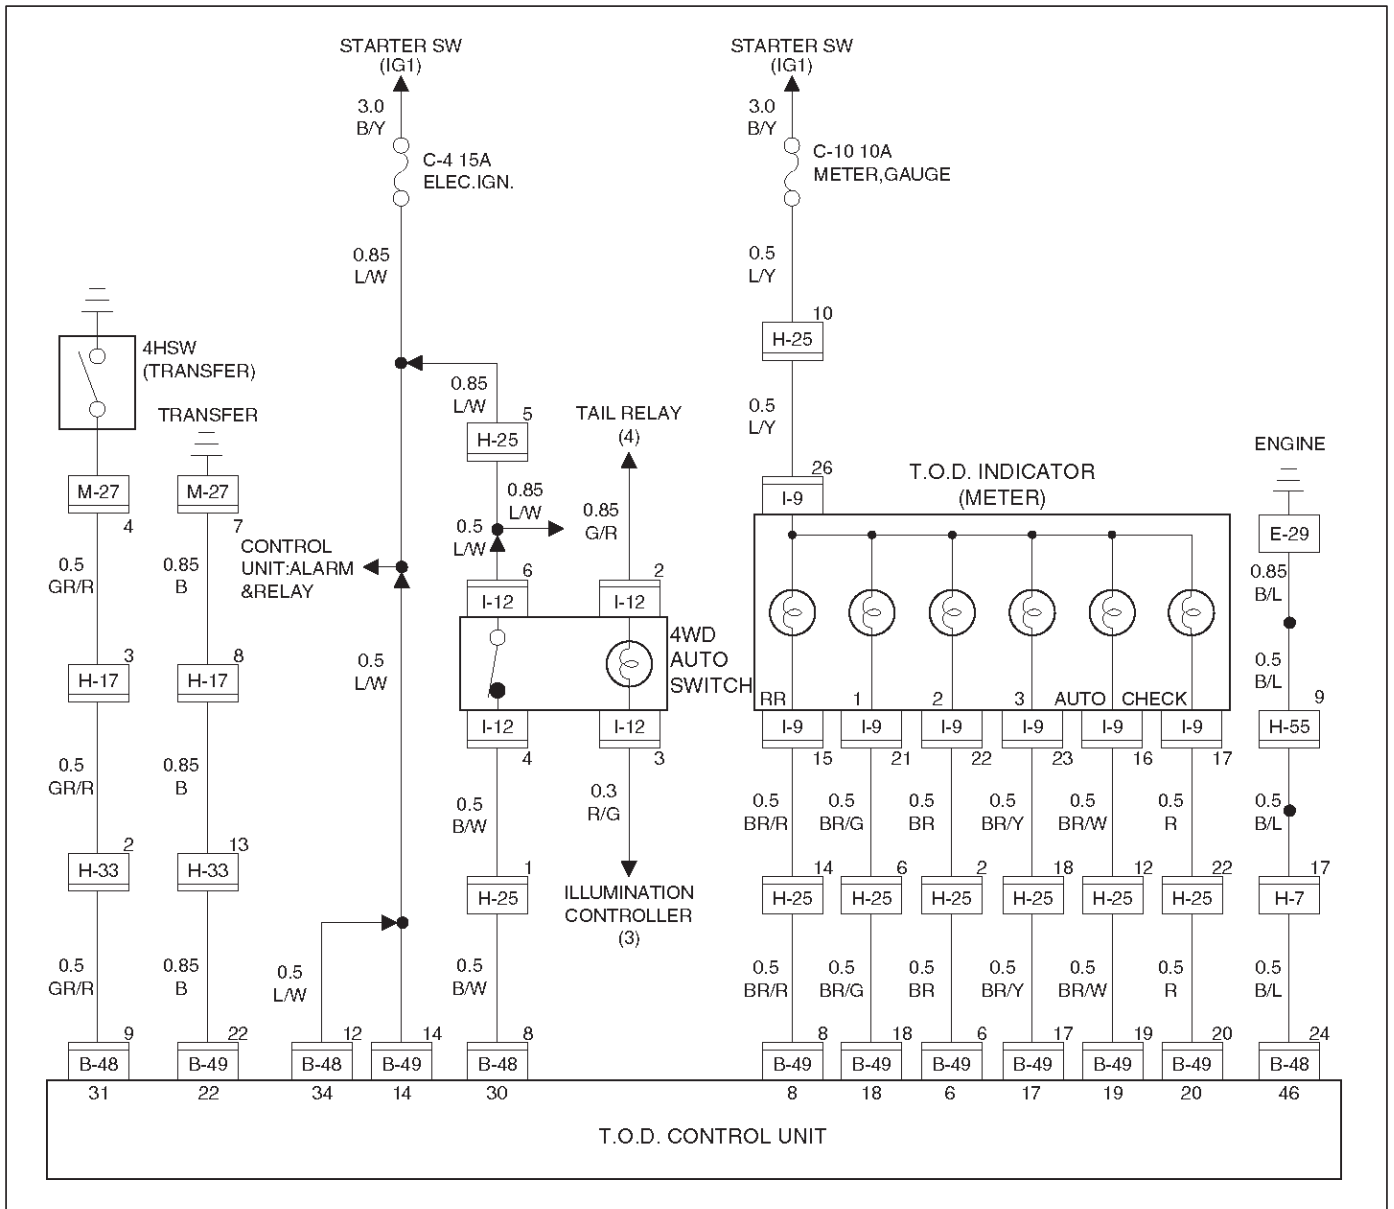 STARTER SW
(IG1)
STARTER SW
(IG1)
3.0
B/Y
3.0
B/Y
C-4 15A
ELEC.IGN.
C-10 10A
METER,GAUGE
0.85
L/W
0.5
L/Y
10
H-25
4HSW
(TRANSFER)
0.85
L/W
0.5
L/Y
TRANSFER
5
H-25
TAIL RELAY
(4)
ENGINE
26
I-9
T.O.D. INDICATOR
(METER)
M-27
4
M-27
7
0.85
L/W
0.85
G/R
0.5
L/W
E-29
0.5
GR/R
0.85
B
CONTROL
UNIT:ALARM
&RELAY
6
I-12
2
I-12
0.85
B/L
4WD
AUTO
SWITCH
3
H-17
8
H-17
0.5
L/W
0.5
B/L
RR
1
2
3
AUTO
CHECK
I-12
4
I-12
3
I-9
15
I-9
21
I-9
22
I-9
23
I-9
16
I-9
17
9
H-55
0.5
GR/R
0.85
B
0.5
B/W
0.3
R/G
0.5
BR/R
0.5
BR/G
0.5
BR
0.5
BR/Y
0.5
BR/W
0.5
R
0.5
B/L
2
H-33
13
H-33
1
H-25
ILLUMINATION
CONTROLLER
(3)
14
H-25
6
H-25
2
H-25
18
H-25
12
H-25
22
H-25
17
H-7
0.5
GR/R
0.85
B
0.5
L/W
0.5
B/W
0.5
BR/R
0.5
BR/G
0.5
BR
0.5
BR/Y
0.5
BR/W
0.5
R
0.5
B/L
9
B-48
22
B-49
12
B-48
14
B-49
8
B-48
8
B-49
18
B-49
6
B-49
17
B-49
19
B-49
20
B-49
24
B-48
31
22
34
14
30
8
18
6
17
19
20
46
T.O.D. CONTROL UNIT